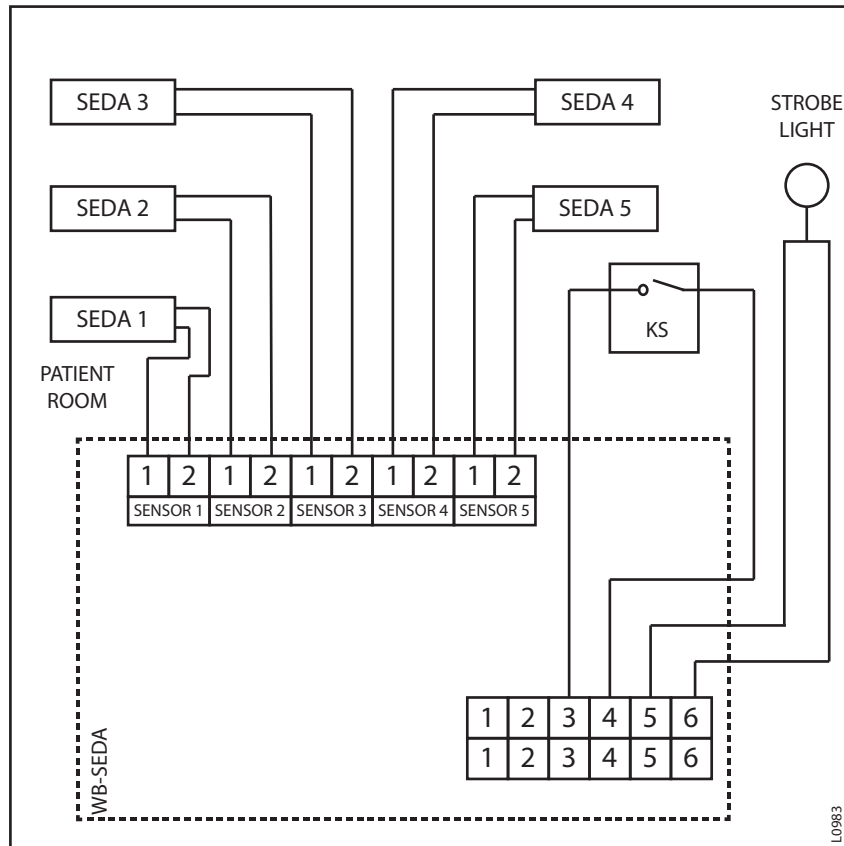 SEDA 3
SEDA 4
STROBE
LIGHT
SEDA 2
SEDA 5
SEDA 1
KS
PATIENT
ROOM
1 2 1 2 1 2 1 2 1 2
SENSOR 1 SENSOR 2 SENSOR 3 SENSOR 4 SENSOR 5
1 2 3 4 5 6
1 2 3 4 5 6
WB-SEDA
L0983